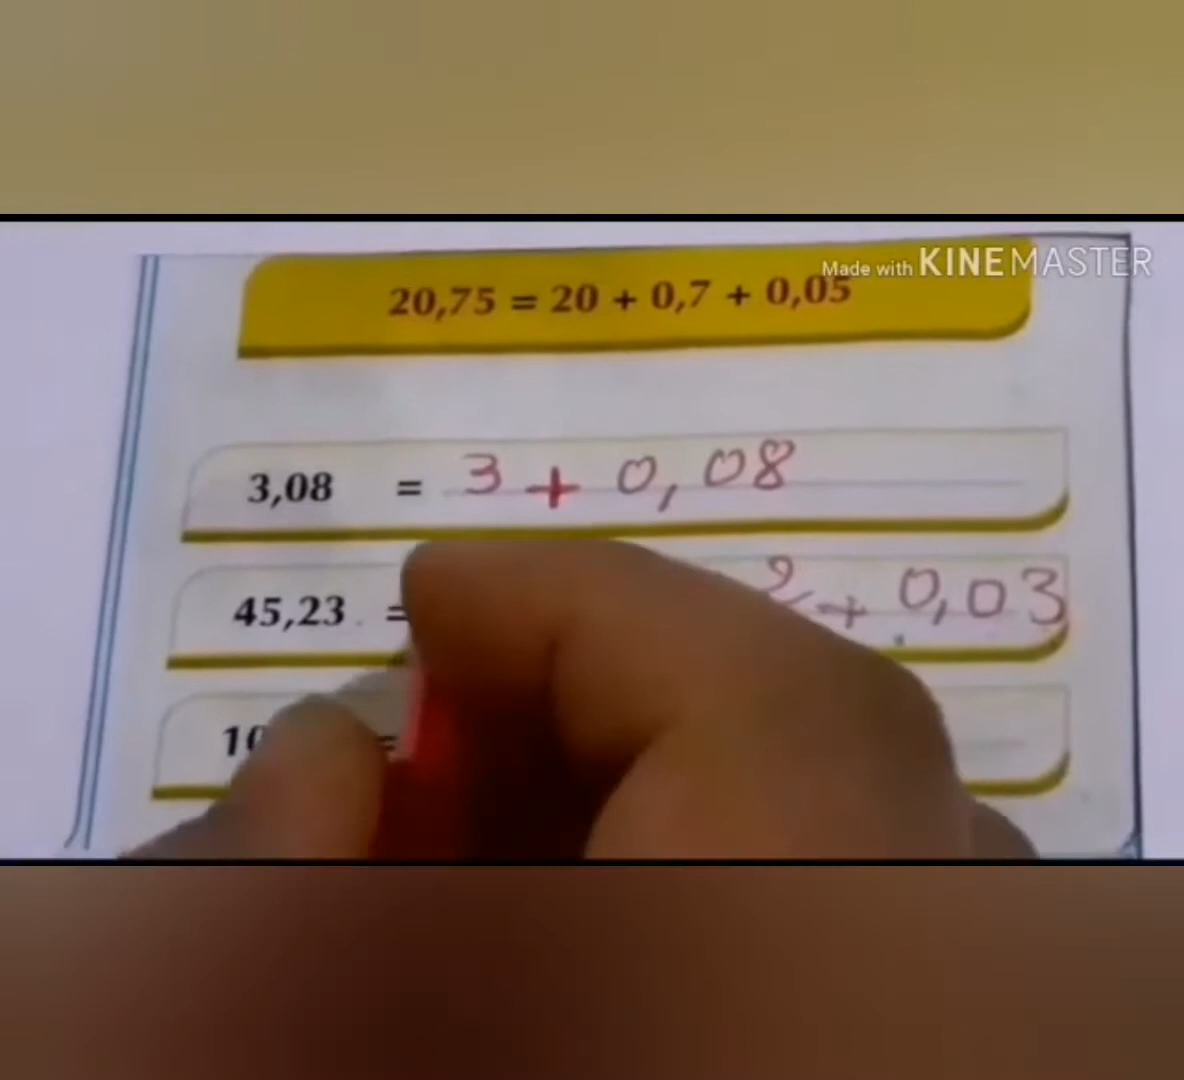 Made with KINEMASTER
20,75 = 20 + 0,7 + 0,05
3,08 = 3 + 0,08
45,23 = 2 + 0,03
=